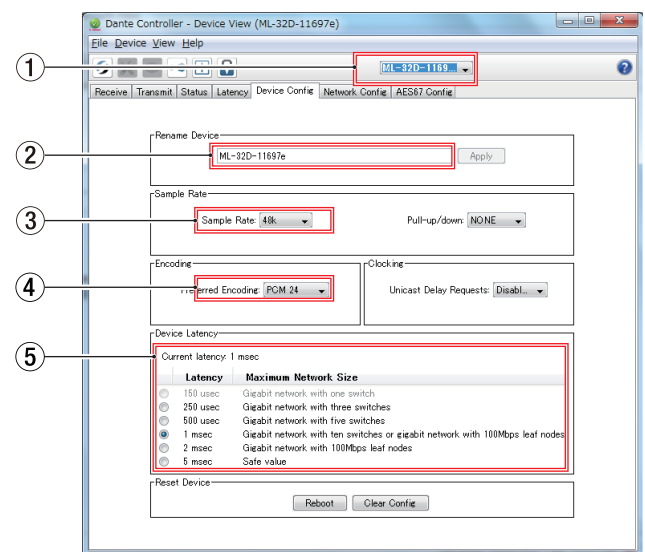 Dante Controller - Device View (ML-32D-11697e)
File Device View Help
1
ML-32D-1169...
?
Receive Transmit Status Latency Device Config Network Config AES67 Config
Rename Device
2
ML-32D-11697e
Apply
Sample Rate
3
Sample Rate: 48k
Pull-up/down: NONE
Encoding
Clocking
4
Preferred Encoding: PCM 24
Unicast Delay Requests: Disabl...
Device Latency
5
Current latency: 1 msec
Latency Maximum Network Size
150 usec Gigabit network with one switch
250 usec Gigabit network with three switches
500 usec Gigabit network with five switches
1 msec Gigabit network with ten switches or gigabit network with 100Mbps leaf nodes
2 msec Gigabit network with 100Mbps leaf nodes
5 msec Safe value
Reset Device
Reboot Clear Config